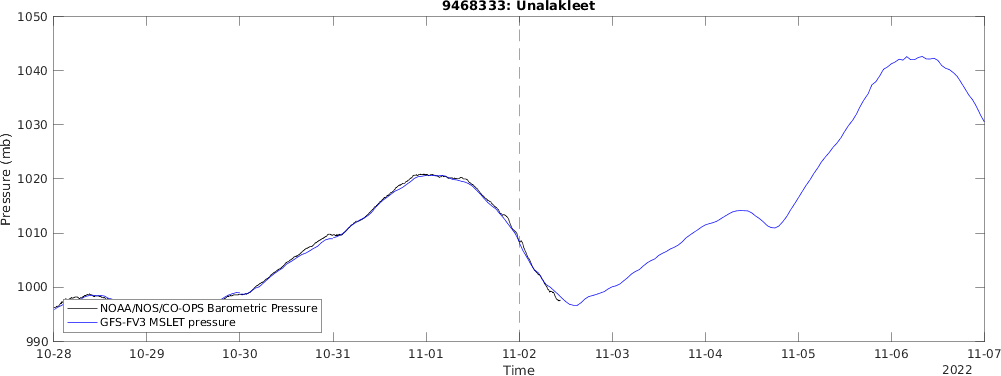 9468333: Unalakleet
1050
1040
1030
1020
1010
1000
990
Pressure (mb)
NOAA/NOS/CO-OPS Barometric Pressure
GFS-FV3 MSLET pressure
10-28 10-29 10-30 10-31 11-01 11-02 11-03 11-04 11-05 11-06 11-07
Time
2022